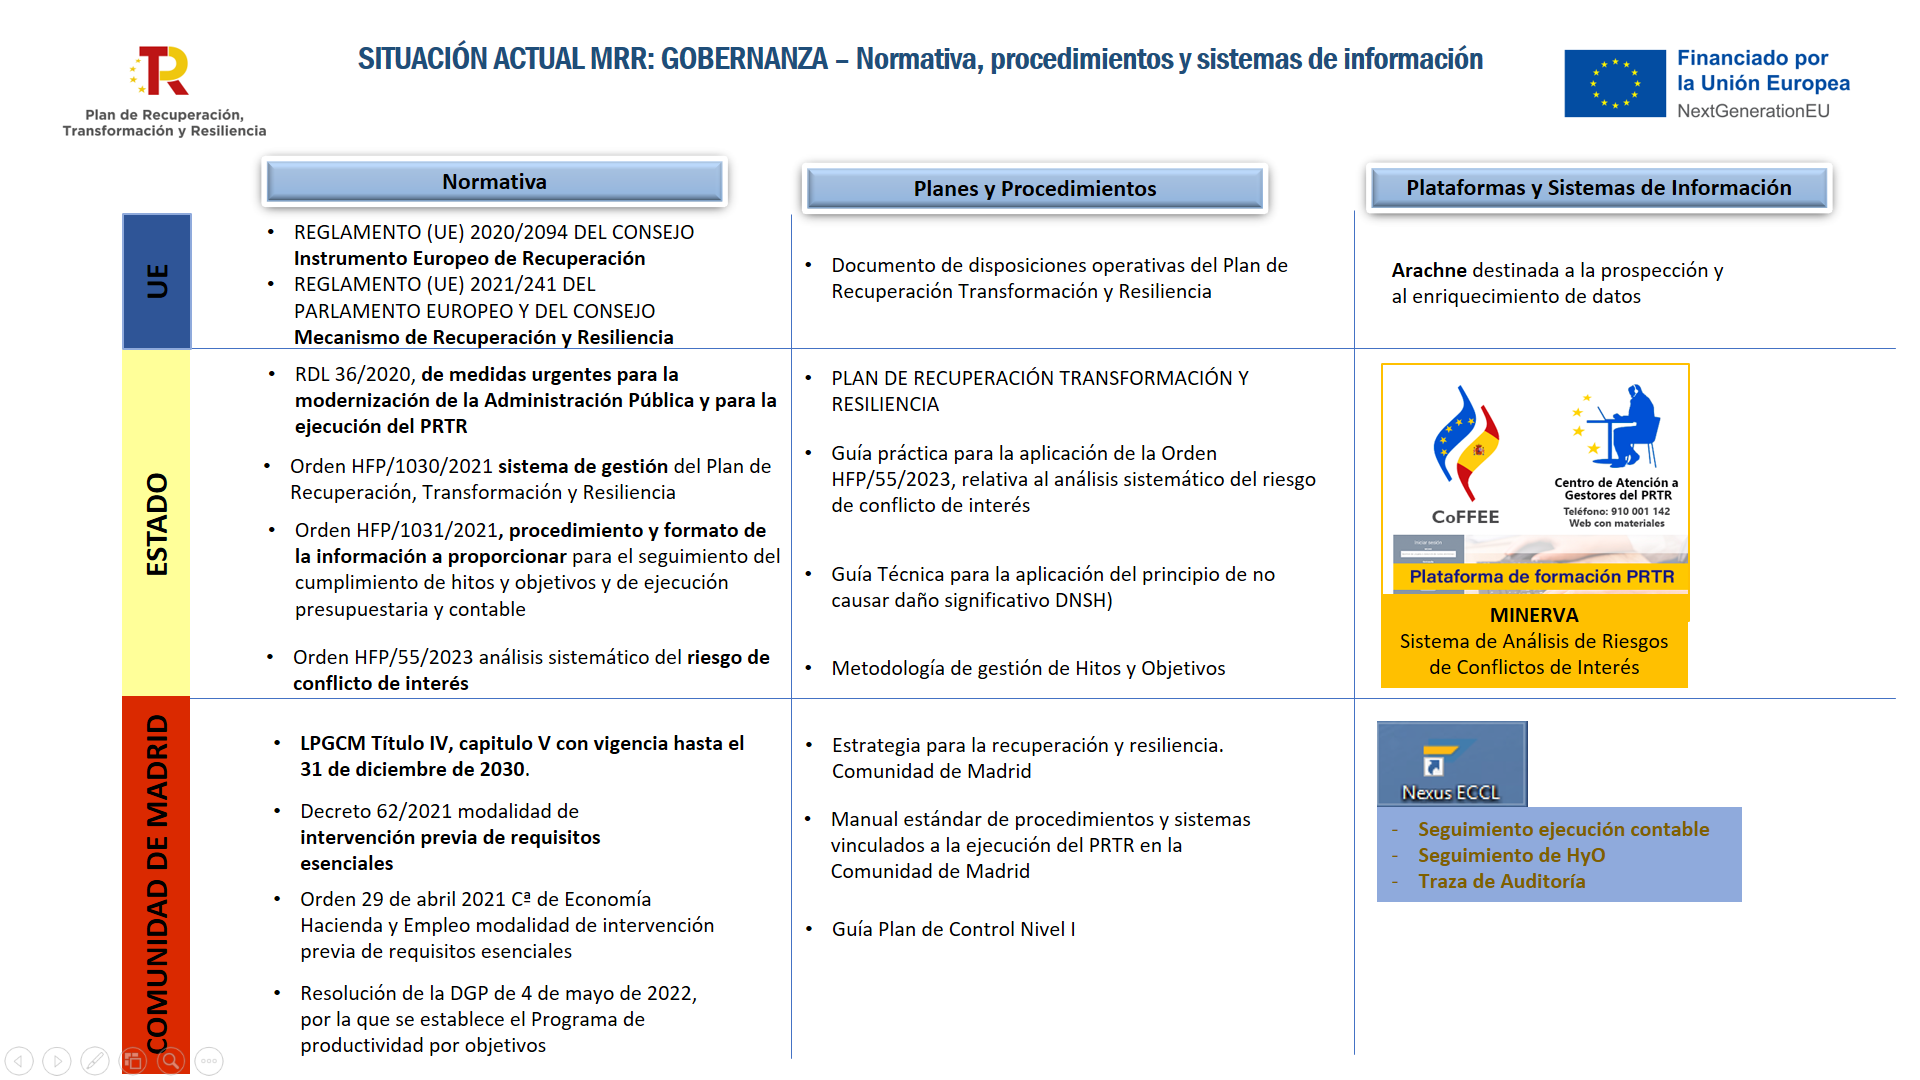 SITUACIÓN ACTUAL MRR: GOBERNANZA – Normativa, procedimientos y sistemas de información
Plan de Recuperación,
Transformación y Resiliencia
Financiado por
la Unión Europea
NextGenerationEU
Normativa
Planes y Procedimientos
Plataformas y Sistemas de Información
UE
• REGLAMENTO (UE) 2020/2094 DEL CONSEJO
Instrumento Europeo de Recuperación
• REGLAMENTO (UE) 2021/241 DEL
PARLAMENTO EUROPEO Y DEL CONSEJO
Mecanismo de Recuperación y Resiliencia
• Documento de disposiciones operativas del Plan de
Recuperación Transformación y Resiliencia
Arachne destinada a la prospección y
al enriquecimiento de datos
ESTADO
• RDL 36/2020, de medidas urgentes para la
modernización de la Administración Pública y para la
ejecución del PRTR
• Orden HFP/1030/2021 sistema de gestión del Plan de
Recuperación, Transformación y Resiliencia
• Orden HFP/1031/2021, procedimiento y formato de
la información a proporcionar para el seguimiento del
cumplimiento de hitos y objetivos y de ejecución
presupuestaria y contable
• Orden HFP/55/2023 análisis sistemático del riesgo de
conflicto de interés
• PLAN DE RECUPERACIÓN TRANSFORMACIÓN Y
RESILIENCIA
• Guía práctica para la aplicación de la Orden
HFP/55/2023, relativa al análisis sistemático del riesgo
de conflicto de interés
• Guía Técnica para la aplicación del principio de no
causar daño significativo DNSH)
• Metodología de gestión de Hitos y Objetivos
CoFFEE
Centro de Atención a
Gestores del PRTR
Teléfono: 910 001 142
Web con materiales
Plataforma de formación PRTR
MINERVA
Sistema de Análisis de Riesgos
de Conflictos de Interés
COMUNIDAD DE MADRID
• LPGCM Título IV, capitulo V con vigencia hasta el
31 de diciembre de 2030.
• Decreto 62/2021 modalidad de
intervención previa de requisitos
esenciales
• Orden 29 de abril 2021 Cª de Economía
Hacienda y Empleo modalidad de intervención
previa de requisitos esenciales
• Resolución de la DGP de 4 de mayo de 2022,
por la que se establece el Programa de
productividad por objetivos
• Estrategia para la recuperación y resiliencia.
Comunidad de Madrid
• Manual estándar de procedimientos y sistemas
vinculados a la ejecución del PRTR en la
Comunidad de Madrid
• Guía Plan de Control Nivel I
Nexus ECCL
- Seguimiento ejecución contable
- Seguimiento de HyO
- Traza de Auditoría